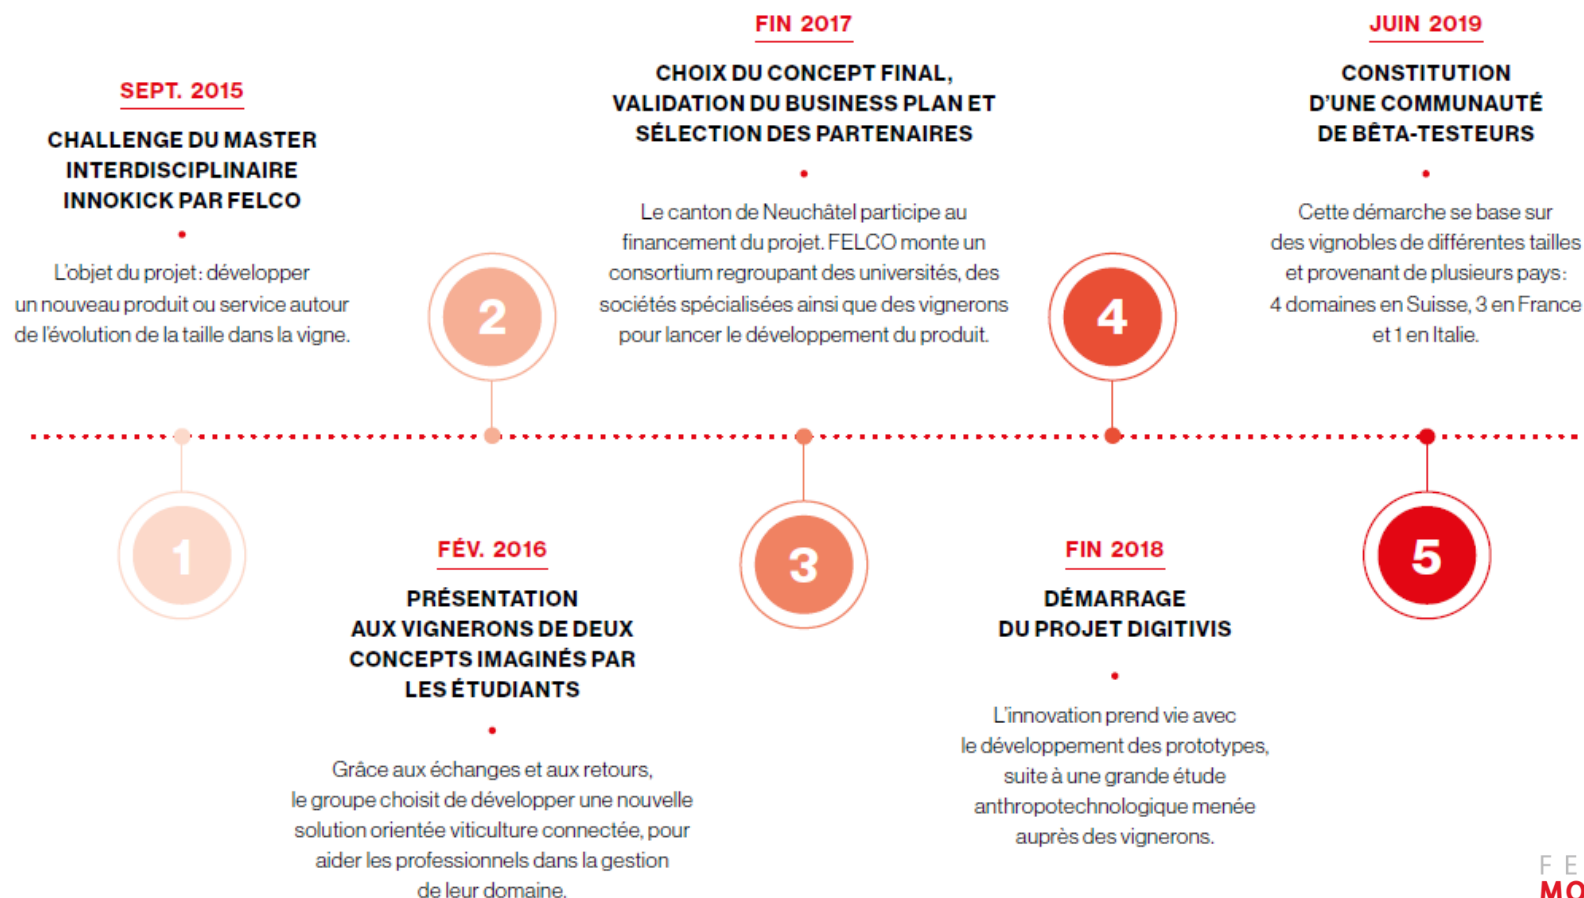 SEPT. 2015
CHALLENGE DU MASTER
INTERDISCIPLINAIRE
INNOKICK PAR FELCO
L'objet du projet: développer
un nouveau produit ou service autour
de l'évolution de la taille dans la vigne.
1
2
FÉV. 2016
PRÉSENTATION
AUX VIGNERONS DE DEUX
CONCEPTS IMAGINÉS PAR
LES ÉTUDIANTS
Grâce aux échanges et aux retours,
le groupe choisit de développer une nouvelle
solution orientée viticulture connectée, pour
aider les professionnels dans la gestion
de leur domaine.
FIN 2017
CHOIX DU CONCEPT FINAL,
VALIDATION DU BUSINESS PLAN ET
SÉLECTION DES PARTENAIRES
Le canton de Neuchâtel participe au
financement du projet. FELCO monte un
consortium regroupant des universités, des
sociétés spécialisées ainsi que des vignerons
pour lancer le développement du produit.
3
4
FIN 2018
DÉMARRAGE
DU PROJET DIGITIVIS
L'innovation prend vie avec
le développement des prototypes,
suite à une grande étude
anthropotechnologique menée
auprès des vignerons.
JUIN 2019
CONSTITUTION
D'UNE COMMUNAUTÉ
DE BÊTA-TESTEURS
Cette démarche se base sur
des vignobles de différentes tailles
et provenant de plusieurs pays:
4 domaines en Suisse, 3 en France
et 1 en Italie.
5
FE
MO